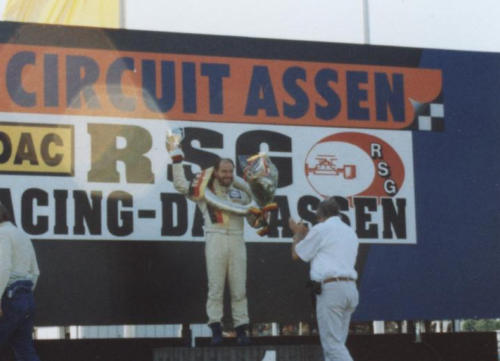 CIRCUIT ASSEN
DAC
RSG
RSG
ACING-DA ASSEN